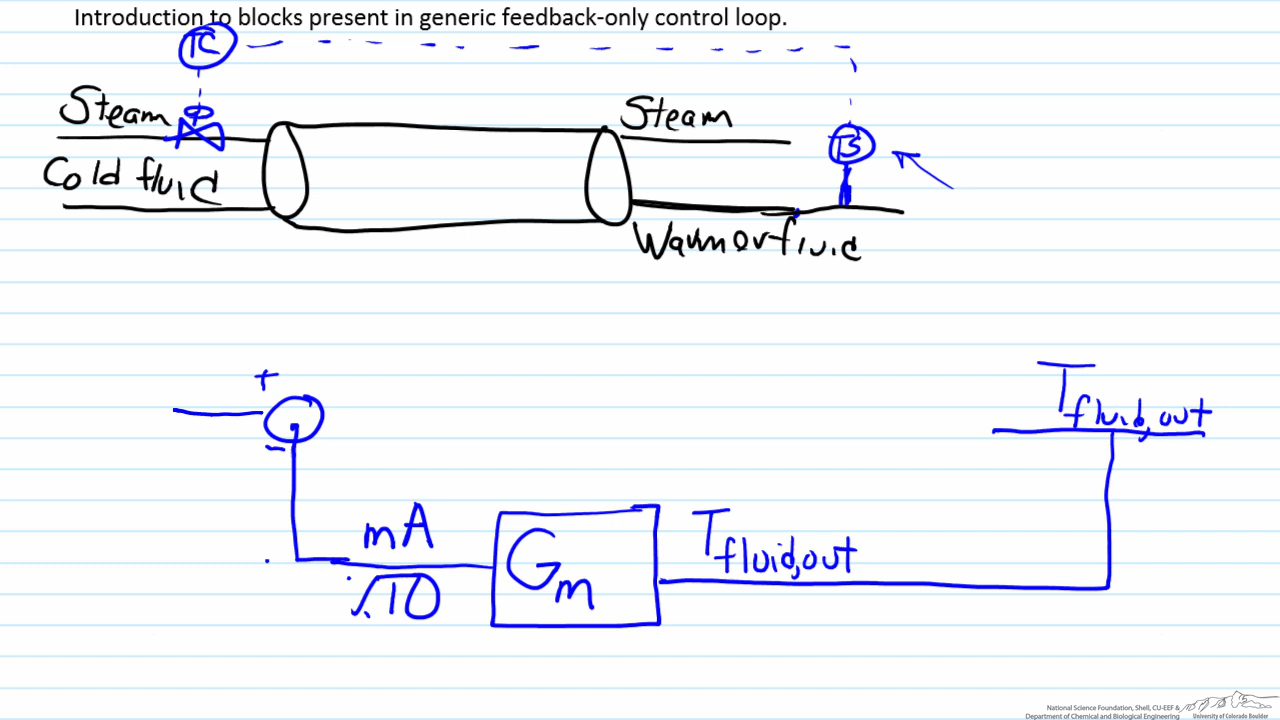 Introduction to blocks present in generic feedback-only control loop.
TC
Steam
Steam
TS
Cold fluid
Warmer fluid
+
T fluid, out
-
mA
Gm
T fluid, out
National Science Foundation, Shell, CU-EEF &
Department of Chemical and Biological Engineering
University of Colorado Boulder